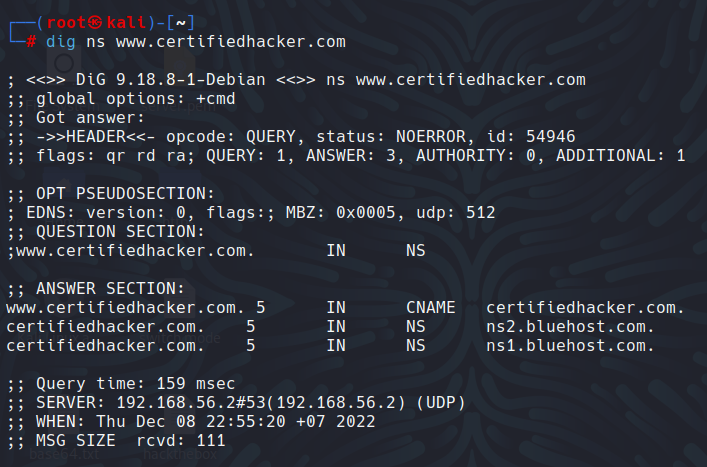 ┌──(root㉿kali)-[~]
└─# dig ns www.certifiedhacker.com

; <<>> DiG 9.18.8-1-Debian <<>> ns www.certifiedhacker.com
;; global options: +cmd
;; Got answer:
;; ->>HEADER<<- opcode: QUERY, status: NOERROR, id: 54946
;; flags: qr rd ra; QUERY: 1, ANSWER: 3, AUTHORITY: 0, ADDITIONAL: 1

;; OPT PSEUDOSECTION:
; EDNS: version: 0, flags:; MBZ: 0x0005, udp: 512
;; QUESTION SECTION:
;www.certifiedhacker.com.       IN      NS

;; ANSWER SECTION:
www.certifiedhacker.com. 5      IN      CNAME   certifiedhacker.com.
certifiedhacker.com.    5       IN      NS      ns2.bluehost.com.
certifiedhacker.com.    5       IN      NS      ns1.bluehost.com.

;; Query time: 159 msec
;; SERVER: 192.168.56.2#53(192.168.56.2) (UDP)
;; WHEN: Thu Dec 08 22:55:20 +07 2022
;; MSG SIZE  rcvd: 111
base64.txt hackthebox